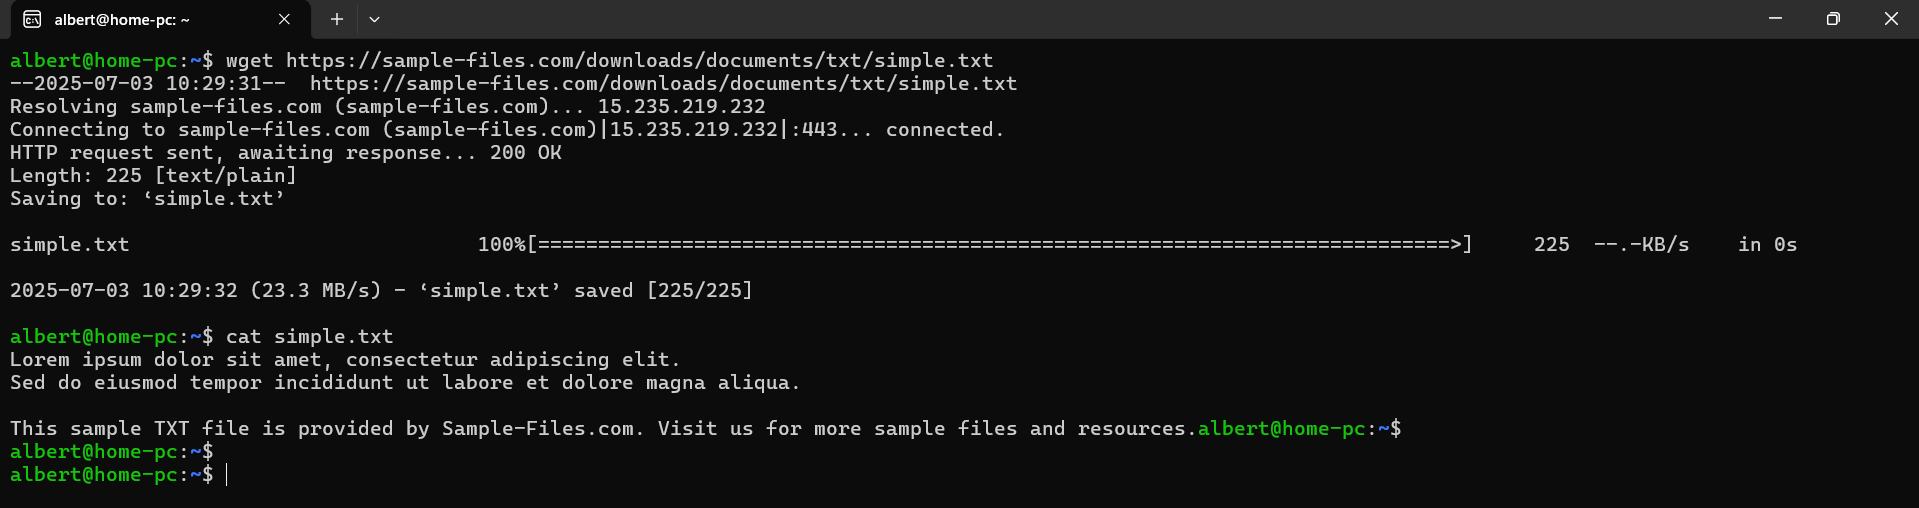 albert@home-pc: ~
albert@home-pc:~$ wget https://sample-files.com/downloads/documents/txt/simple.txt
--2025-07-03 10:29:31--  https://sample-files.com/downloads/documents/txt/simple.txt
Resolving sample-files.com (sample-files.com)... 15.235.219.232
Connecting to sample-files.com (sample-files.com)|15.235.219.232|:443... connected.
HTTP request sent, awaiting response... 200 OK
Length: 225 [text/plain]
Saving to: ‘simple.txt’
simple.txt                             100%[============================================================================>]     225  --.-KB/s    in 0s
2025-07-03 10:29:32 (23.3 MB/s) - ‘simple.txt’ saved [225/225]
albert@home-pc:~$ cat simple.txt
Lorem ipsum dolor sit amet, consectetur adipiscing elit.
Sed do eiusmod tempor incididunt ut labore et dolore magna aliqua.
This sample TXT file is provided by Sample-Files.com. Visit us for more sample files and resources.albert@home-pc:~$
albert@home-pc:~$
albert@home-pc:~$